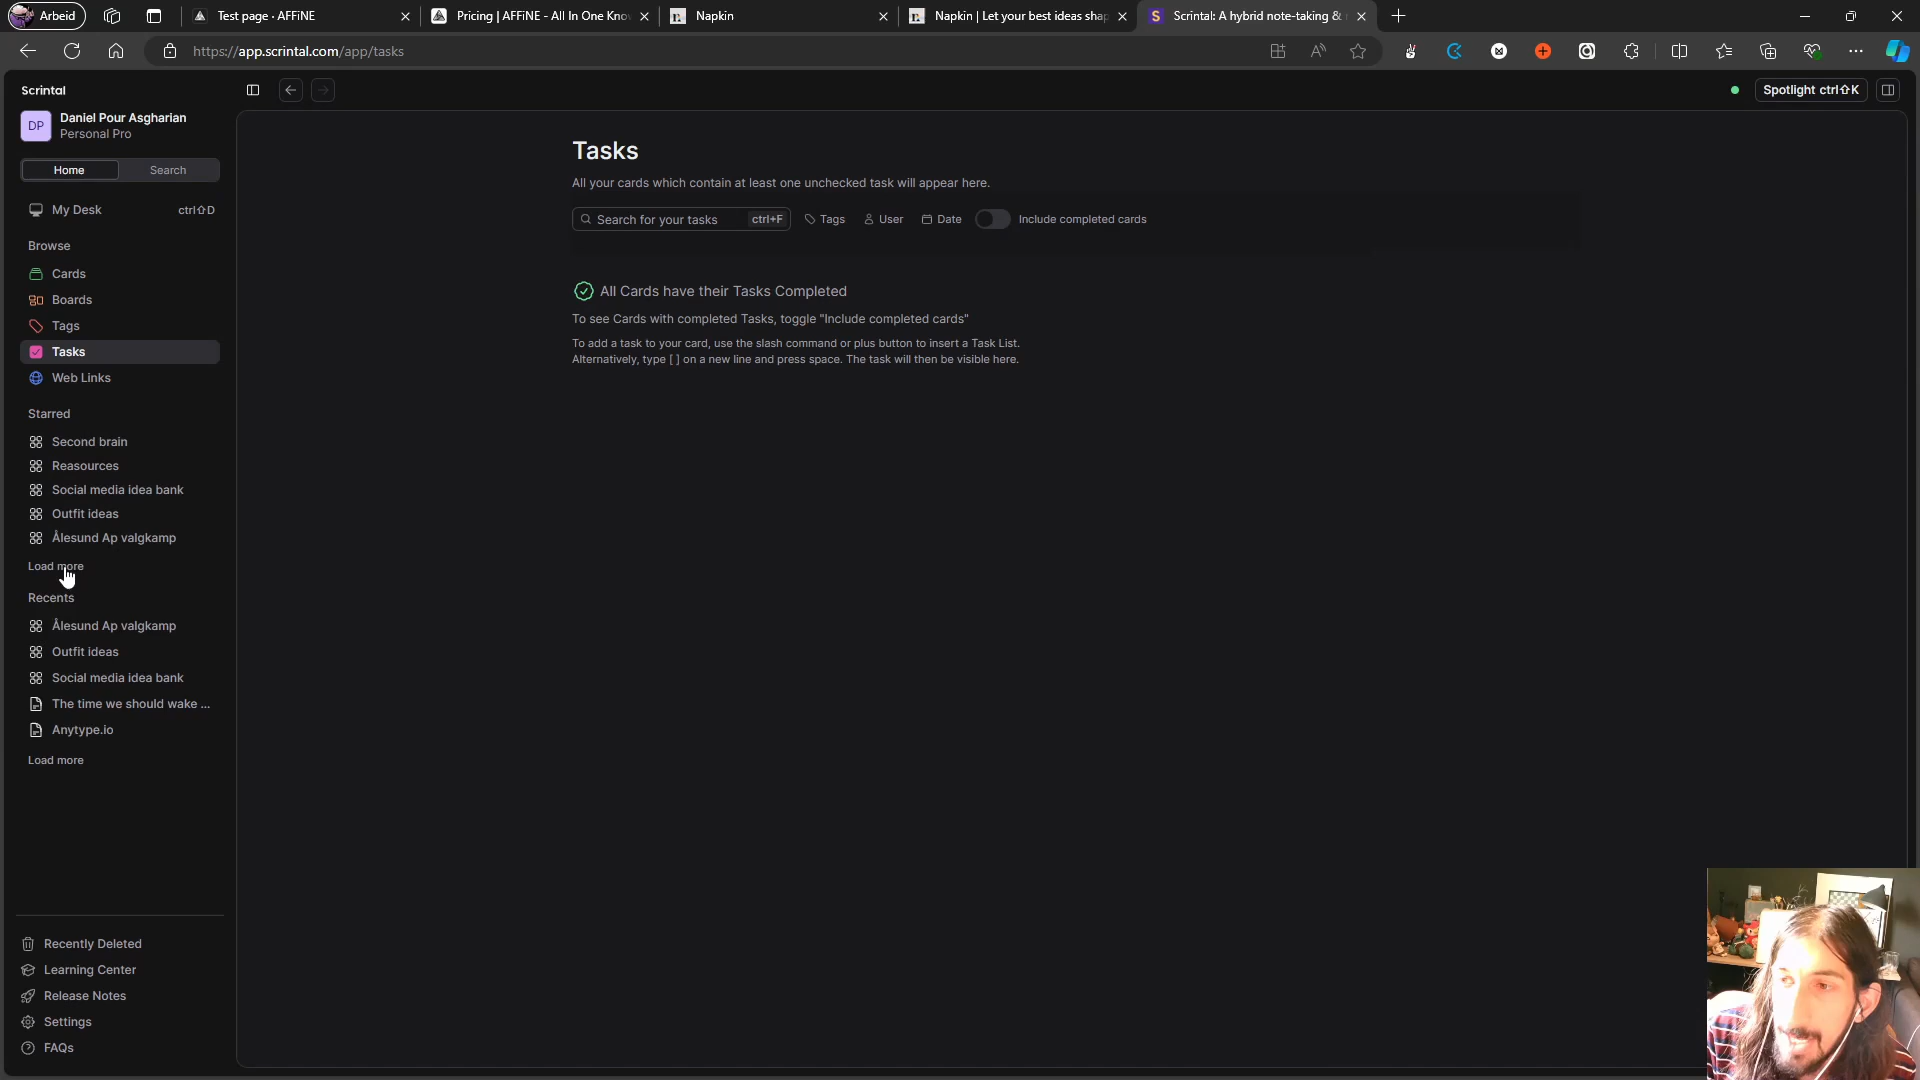 Arbeid
Test page · AFFiNE
Pricing | AFFiNE - All In One Kno
Napkin
Napkin | Let your best ideas shap
Scrintal: A hybrid note-taking &
https://app.scrintal.com/app/tasks
Scrintal
Spotlight ctrl⇧K
DP
Daniel Pour Asgharian
Personal Pro
Home
Search
My Desk
ctrl⇧D
Browse
Cards
Boards
Tags
Tasks
Web Links
Starred
Second brain
Reasources
Social media idea bank
Outfit ideas
Ålesund Ap valgkamp
Load more
Recents
Ålesund Ap valgkamp
Outfit ideas
Social media idea bank
The time we should wake ...
Anytype.io
Load more
Recently Deleted
Learning Center
Release Notes
Settings
FAQs
Tasks
All your cards which contain at least one unchecked task will appear here.
Search for your tasks
ctrl+F
Tags
User
Date
Include completed cards
All Cards have their Tasks Completed
To see Cards with completed Tasks, toggle "Include completed cards"
To add a task to your card, use the slash command or plus button to insert a Task List.
Alternatively, type [ ] on a new line and press space. The task will then be visible here.